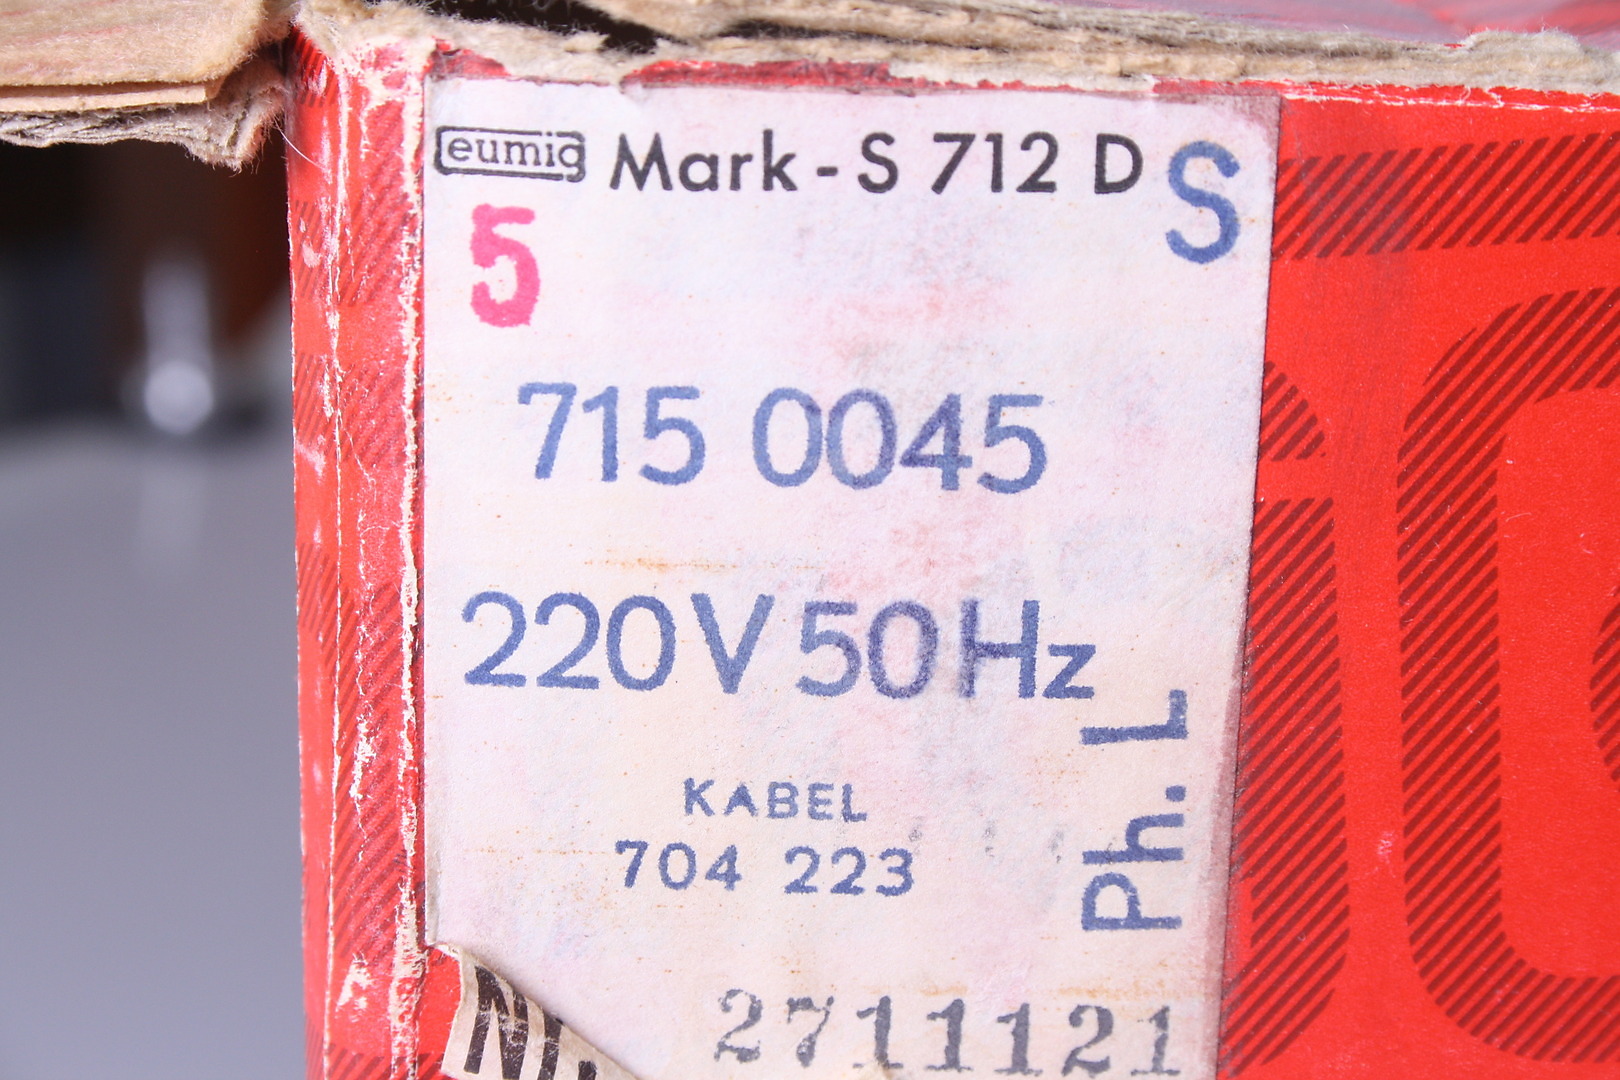 eumig Mark-S 712 D S
5
715 0045
220V 50Hz
Ph. L
KABEL
704 223
2711121